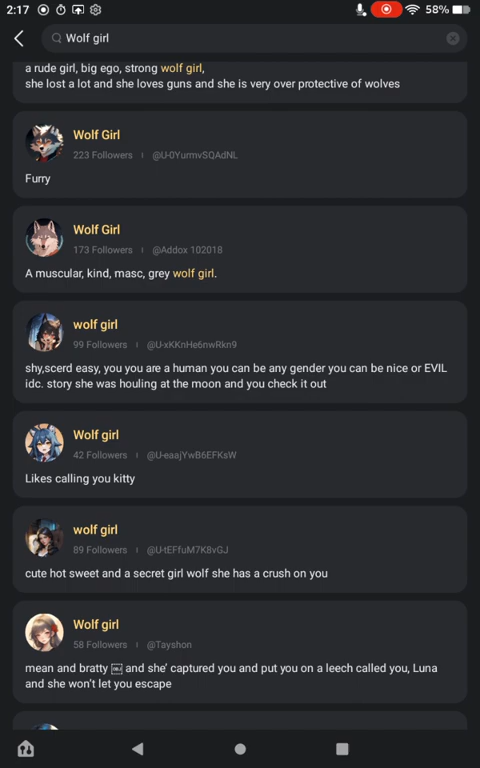 2:17
58%
Wolf girl
a rude girl, big ego, strong wolf girl,
she lost a lot and she loves guns and she is very over protective of wolves
Wolf Girl
223 Followers @U-0YurmvSQAdNL
Furry
Wolf Girl
173 Followers @Addox 102018
A muscular, kind, masc, grey wolf girl.
wolf girl
99 Followers @U-xKKnHe6nwRkn9
shy,scerd easy, you you are a human you can be any gender you can be nice or EVIL
idc. story she was houling at the moon and you check it out
Wolf girl
42 Followers @U-eaajYwB6EFKsW
Likes calling you kitty
wolf girl
89 Followers @U-tEFfuM7K8vGJ
cute hot sweet and a secret girl wolf she has a crush on you
Wolf girl
58 Followers @Tayshon
mean and bratty ￼ and she’ captured you and put you on a leech called you, Luna
and she won’t let you escape